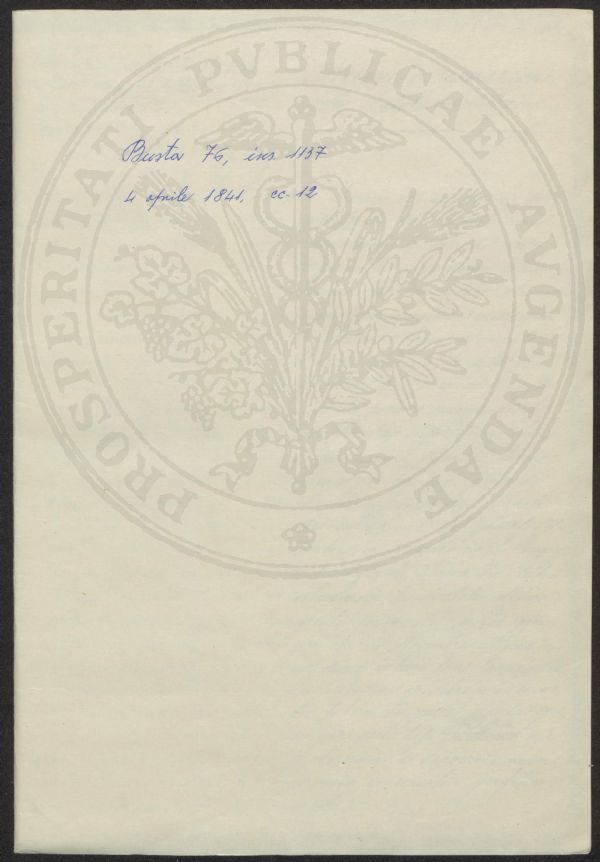 Busta 76, ins. 1137
4 aprile 1841, cc. 12
PROSPERITATI PVBLICAE AVGENDAE